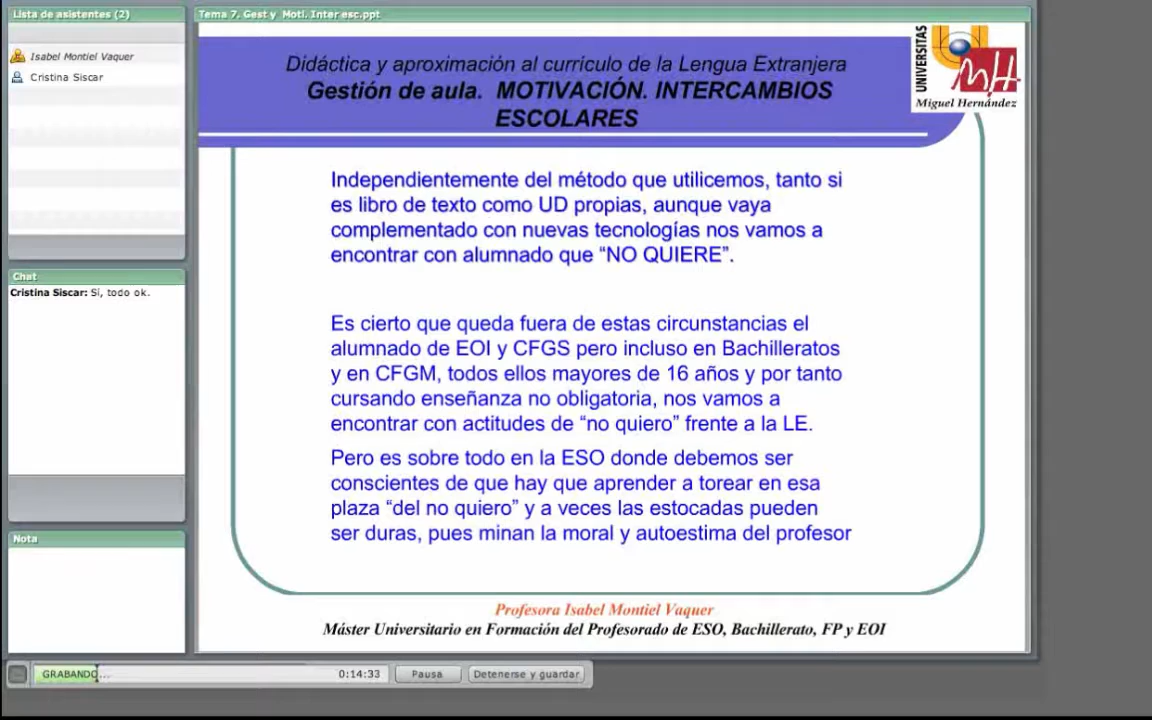 Lista de asistentes (2)
Isabel Montiel Vaquer
Cristina Siscar
Chat
Cristina Siscar: Sí, todo ok.
Nota
Tema 7. Gest y Moti. Inter esc.ppt
Didáctica y aproximación al currículo de la Lengua Extranjera
Gestión de aula. MOTIVACIÓN. INTERCAMBIOS
ESCOLARES
UNIVERSITAS
Miguel Hernández
Independientemente del método que utilicemos, tanto si
es libro de texto como UD propias, aunque vaya
complementado con nuevas tecnologías nos vamos a
encontrar con alumnado que “NO QUIERE”.
Es cierto que queda fuera de estas circunstancias el
alumnado de EOI y CFGS pero incluso en Bachilleratos
y en CFGM, todos ellos mayores de 16 años y por tanto
cursando enseñanza no obligatoria, nos vamos a
encontrar con actitudes de “no quiero” frente a la LE.
Pero es sobre todo en la ESO donde debemos ser
conscientes de que hay que aprender a torear en esa
plaza “del no quiero” y a veces las estocadas pueden
ser duras, pues minan la moral y autoestima del profesor
Profesora Isabel Montiel Vaquer
Máster Universitario en Formación del Profesorado de ESO, Bachillerato, FP y EOI
GRABANDO... 0:14:33 Pausa Detenerse y guardar